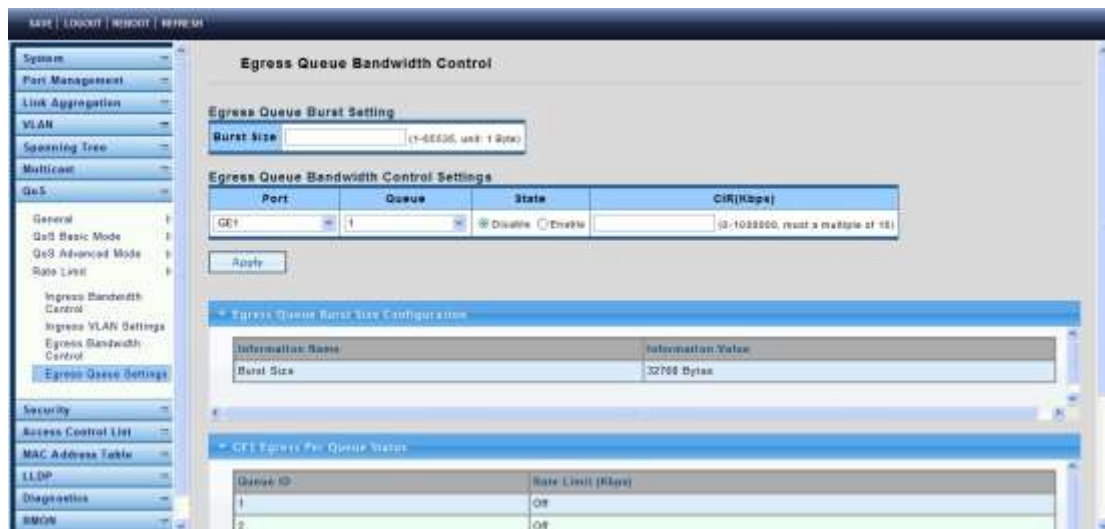 SAVE | LOGOUT | REBOOT | REFRESH
System
Port Management
Link Aggregation
VLAN
Spanning Tree
Multicast
QoS
General
QoS Basic Mode
QoS Advanced Mode
Rate Limit
Ingress Bandwidth
Control
Ingress VLAN Settings
Egress Bandwidth
Control
Egress Queue Settings
Security
Access Control List
MAC Address Table
LLDP
Diagnostics
RMON
Egress Queue Bandwidth Control
Egress Queue Burst Setting
Burst Size (1-65535, unit: 1 Byte)
Egress Queue Bandwidth Control Settings
Port Queue State CIR(Kbps)
GE1 1 Disable Enable (0-1000000, must a multiple of 16)
Apply
Egress Queue Burst Size Configuration
Information Name Information Value
Burst Size 32768 Bytes
GE1 Egress Per Queue Status
Queue ID Rate Limit (Kbps)
1 Off
2 Off